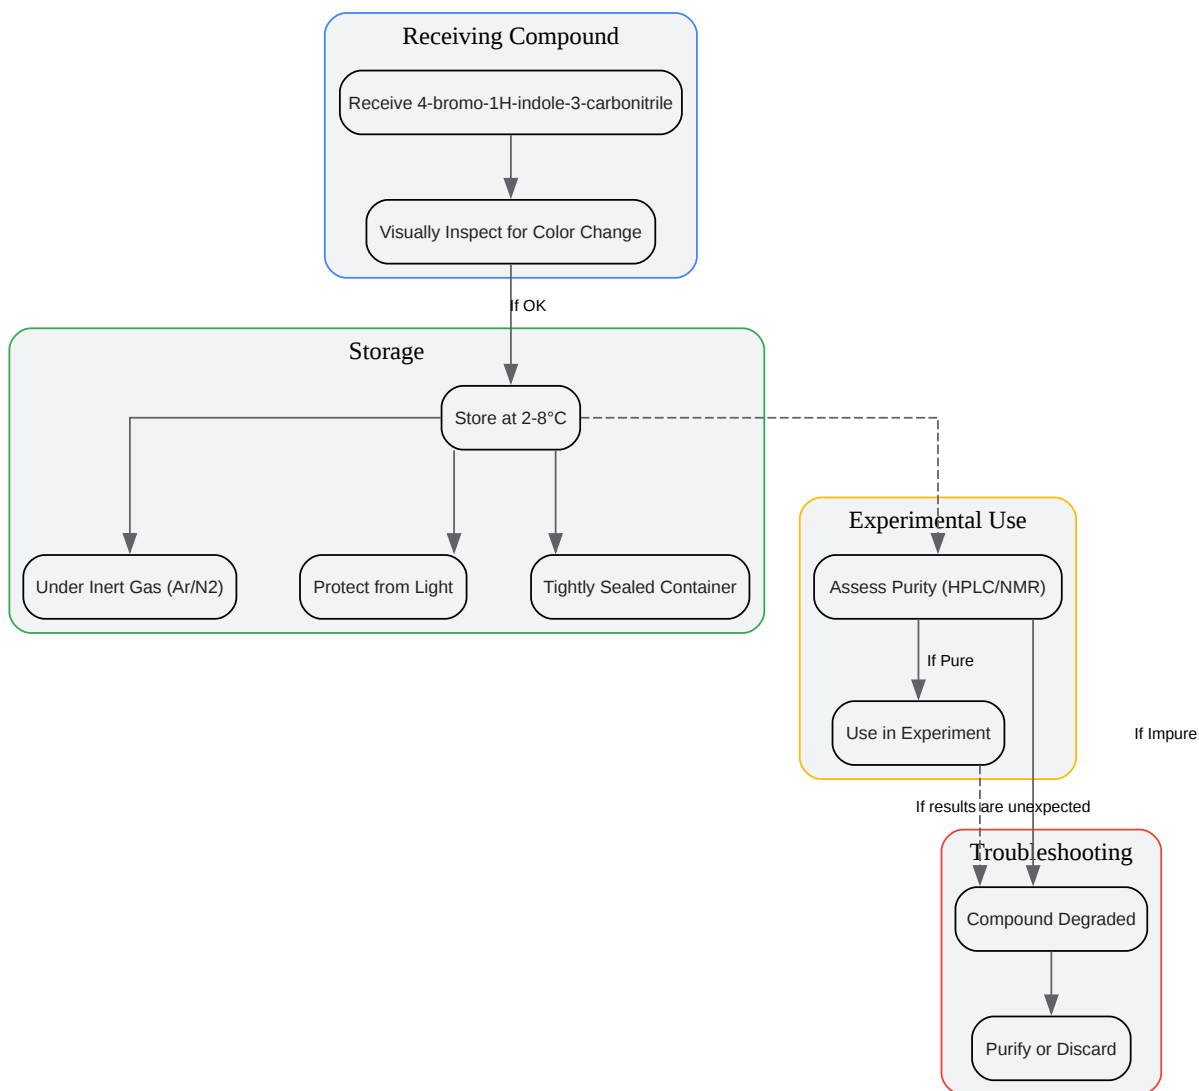 Receiving Compound
Receive 4-bromo-1H-indole-3-carbonitrile
Visually Inspect for Color Change
If OK
Storage
Store at 2-8°C
Experimental Use
Under Inert Gas (Ar/N2)
Protect from Light
Tightly Sealed Container
Assess Purity (HPLC/NMR)
If Pure
Use in Experiment
If Impure
If results are unexpected
Troubleshooting
Compound Degraded
Purify or Discard